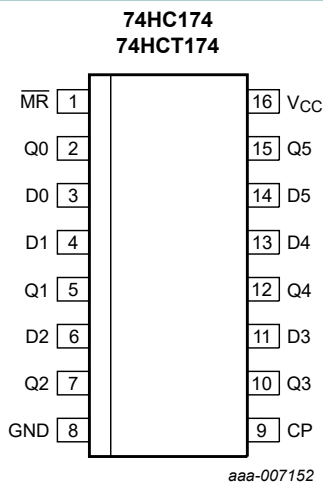 74HC174
74HCT174
MR 1 16 VCC
Q0 2 15 Q5
D0 3 14 D5
D1 4 13 D4
Q1 5 12 Q4
D2 6 11 D3
Q2 7 10 Q3
GND 8 9 CP
aaa-007152